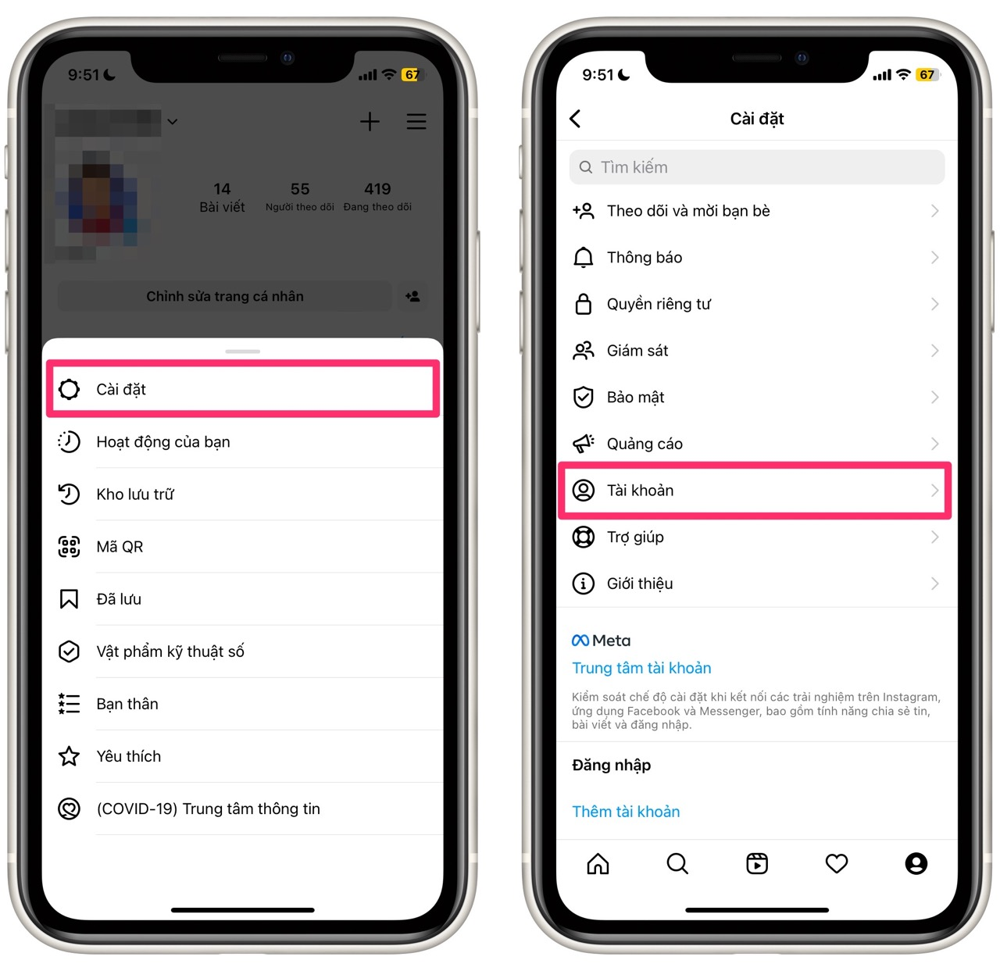 9:51
67
14
55
419
Bài viết
Người theo dõi
Đang theo dõi
Chỉnh sửa trang cá nhân
Cài đặt
Hoạt động của bạn
Kho lưu trữ
Mã QR
Đã lưu
Vật phẩm kỹ thuật số
Bạn thân
Yêu thích
(COVID-19) Trung tâm thông tin
9:51
67
Cài đặt
Tìm kiếm
Theo dõi và mời bạn bè
Thông báo
Quyền riêng tư
Giám sát
Bảo mật
Quảng cáo
Tài khoản
Trợ giúp
Giới thiệu
Meta
Trung tâm tài khoản
Kiểm soát chế độ cài đặt khi kết nối các trải nghiệm trên Instagram,
ứng dụng Facebook và Messenger, bao gồm tính năng chia sẻ tin,
bài viết và đăng nhập.
Đăng nhập
Thêm tài khoản